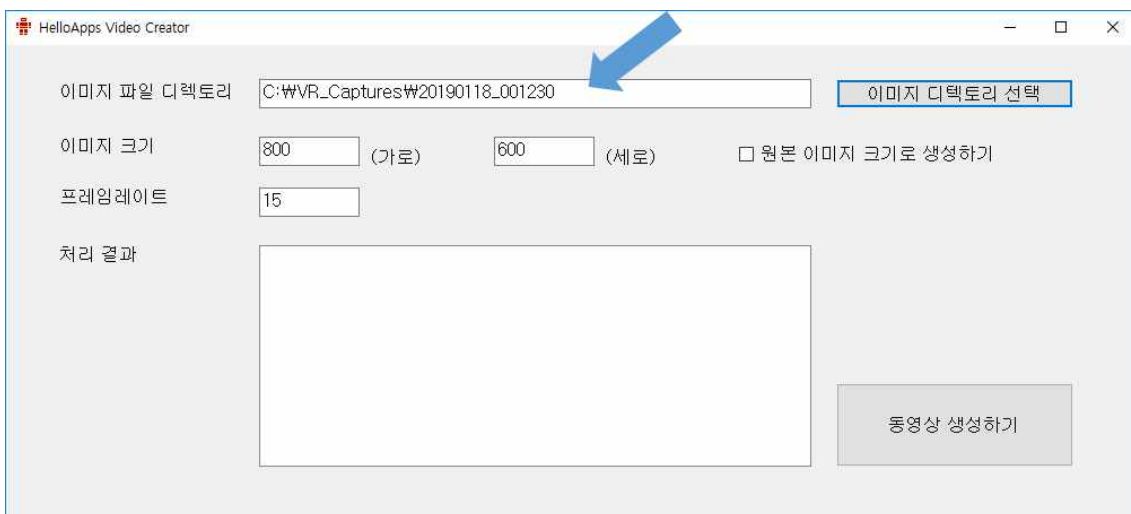 HelloApps Video Creator
이미지 파일 디렉토리 C:₩VR_Captures₩20190118_001230 이미지 디텍토리 선택
이미지 크기 800 (가로) 600 (세로) 원본 이미지 크기로 생성하기
프레임레이트 15
처리 결과
동영상 생성하기